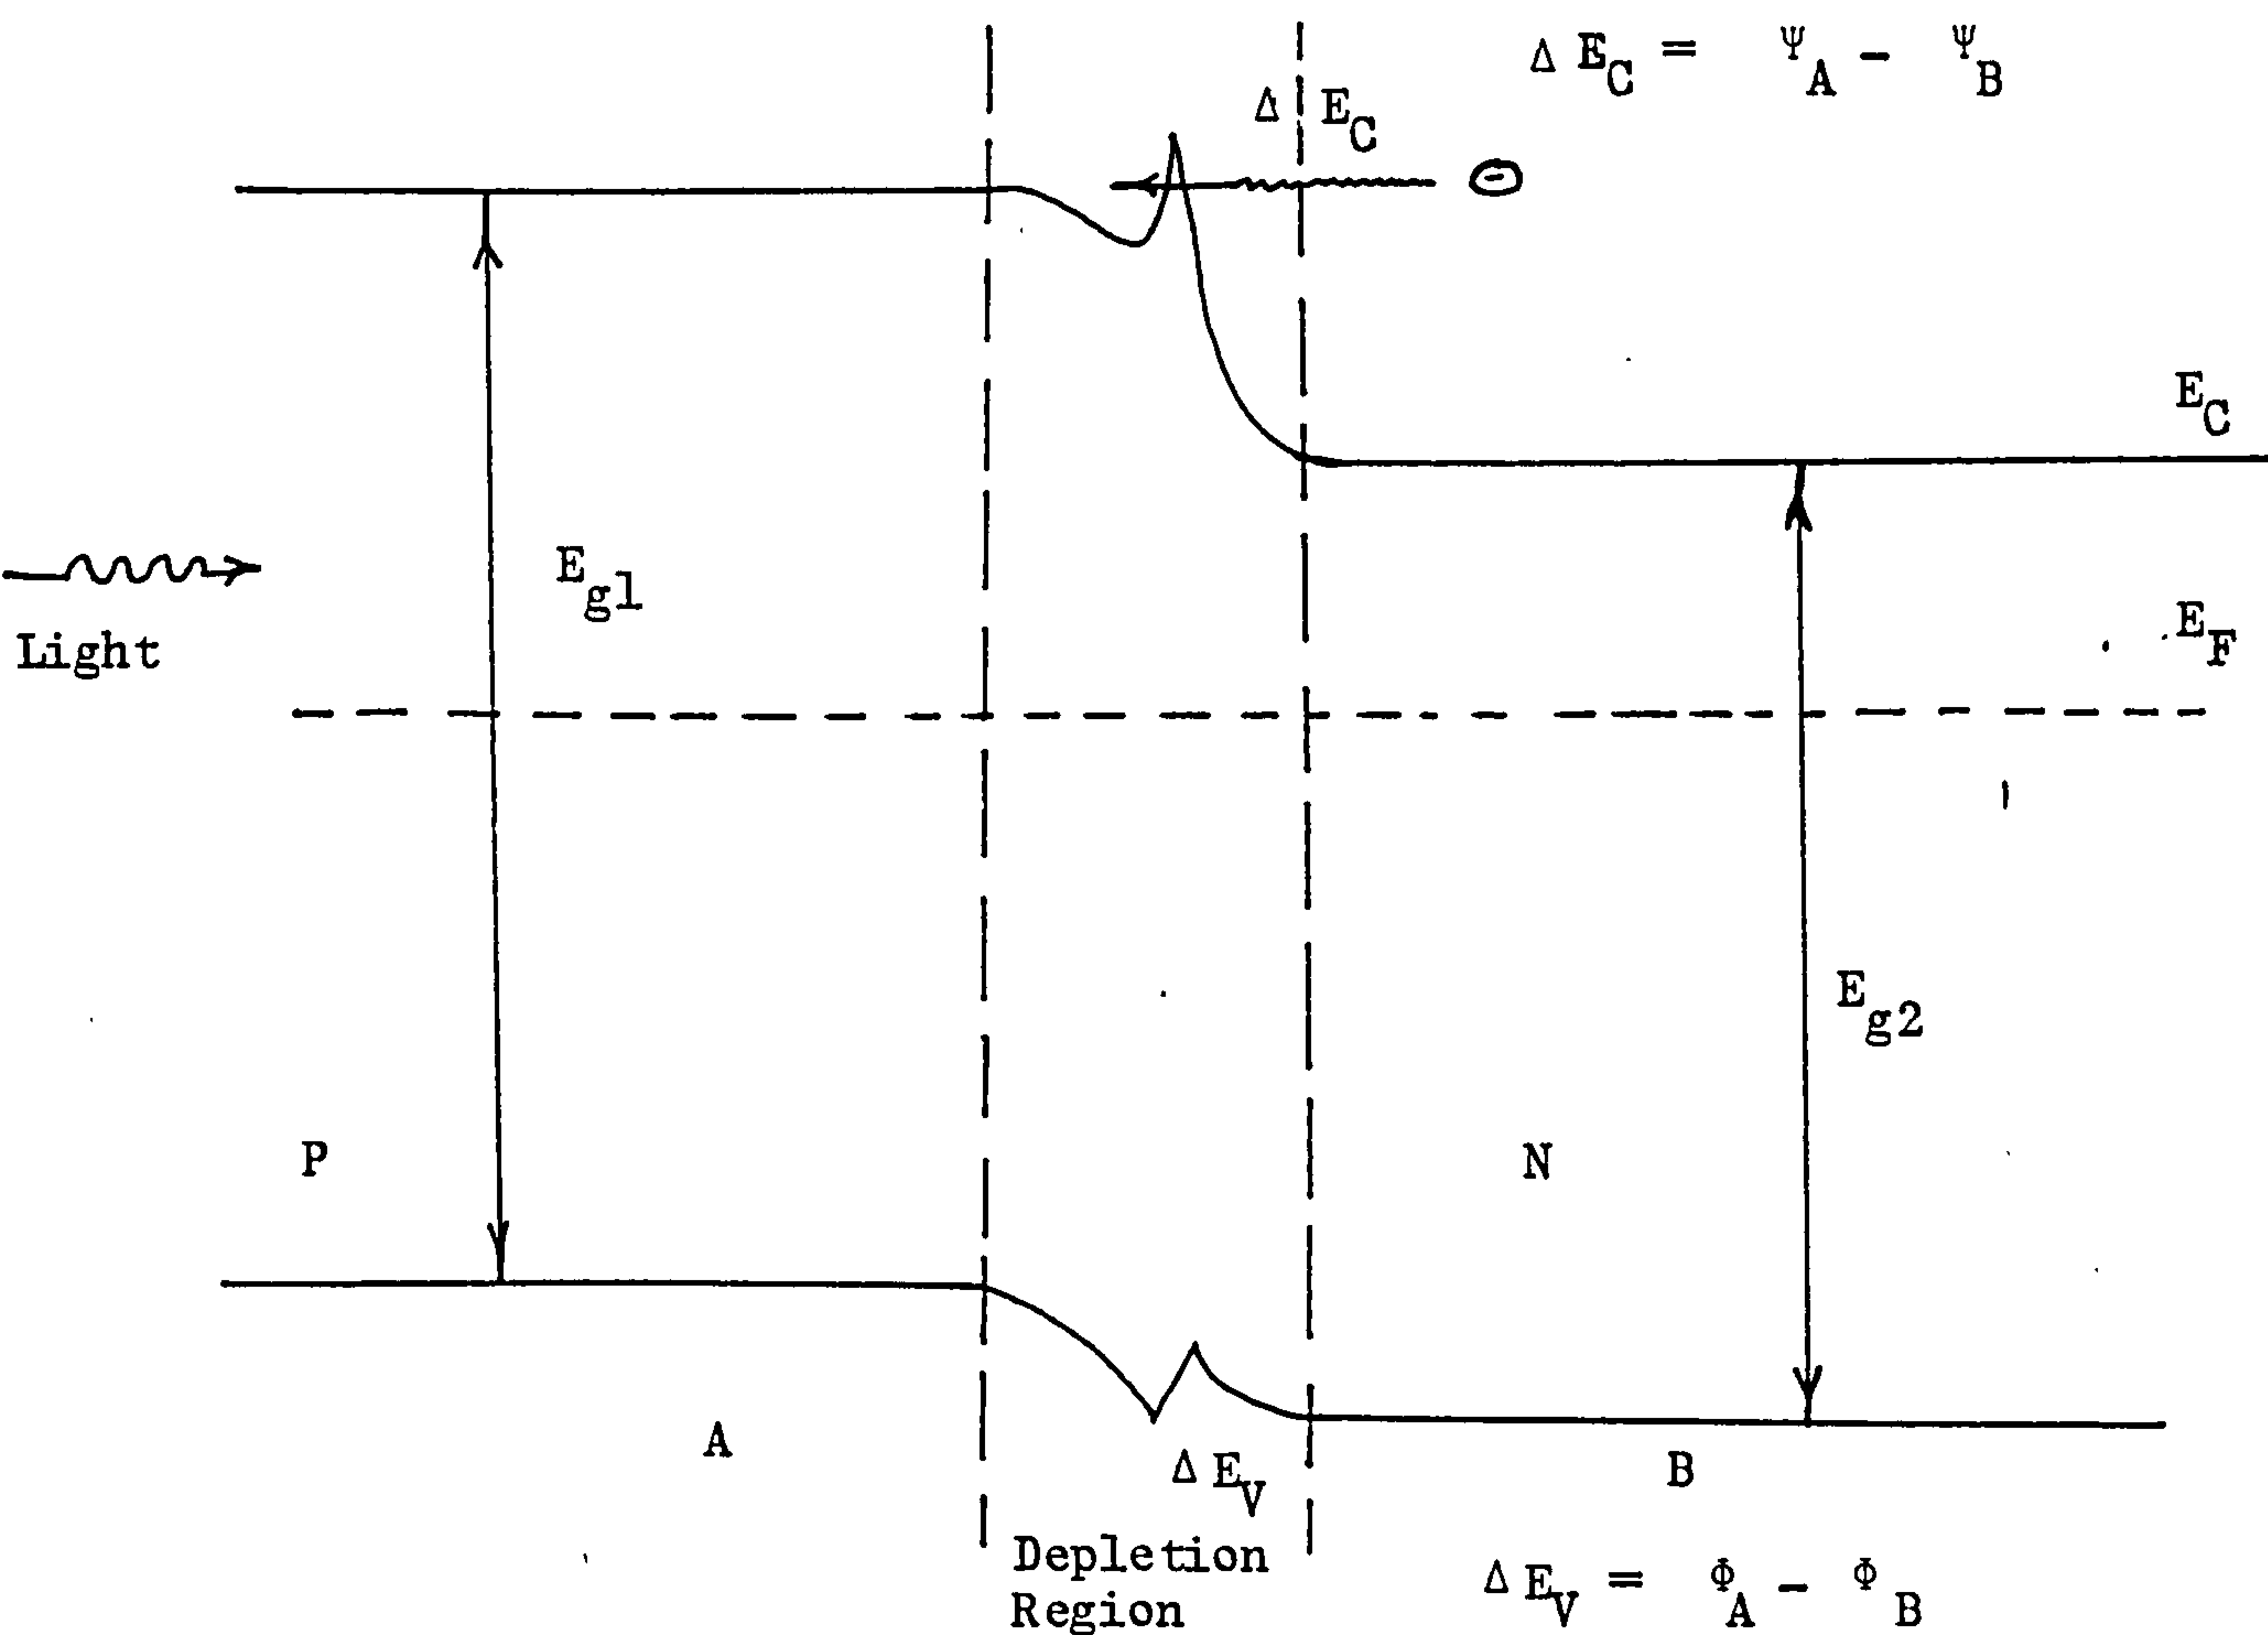 Δ E_C = Ψ_A - Ψ_B
Δ E_C
⊖
E_C
E_g1
E_F
Light
E_g2
P N
A B
Δ E_V
Depletion
Region
Δ E_V = Φ_A - Φ_B